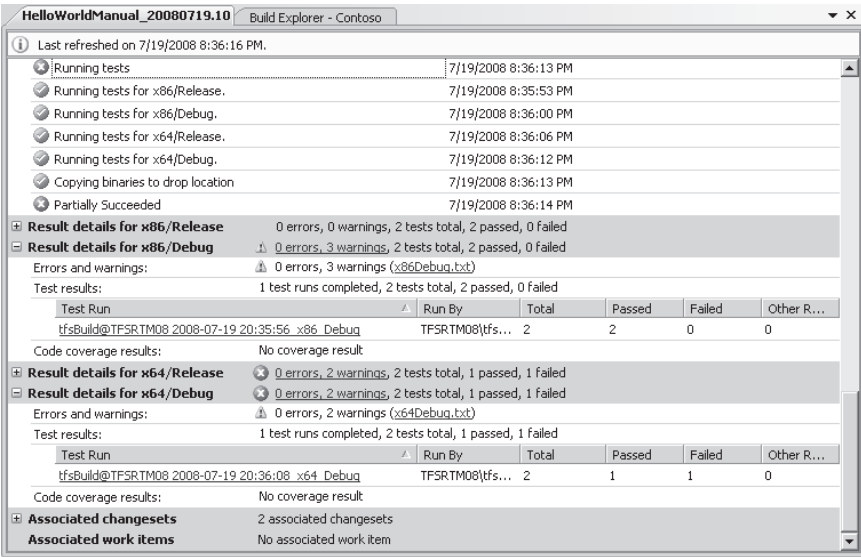 HelloWorldManual_20080719.10 Build Explorer - Contoso
Last refreshed on 7/19/2008 8:36:16 PM.
Running tests 7/19/2008 8:36:13 PM
Running tests for x86/Release. 7/19/2008 8:35:53 PM
Running tests for x86/Debug. 7/19/2008 8:36:00 PM
Running tests for x64/Release. 7/19/2008 8:36:06 PM
Running tests for x64/Debug. 7/19/2008 8:36:12 PM
Copying binaries to drop location 7/19/2008 8:36:13 PM
Partially Succeeded 7/19/2008 8:36:14 PM
Result details for x86/Release 0 errors, 0 warnings, 2 tests total, 2 passed, 0 failed
Result details for x86/Debug 0 errors, 3 warnings, 2 tests total, 2 passed, 0 failed
Errors and warnings: 0 errors, 3 warnings (x86Debug.txt)
Test results: 1 test runs completed, 2 tests total, 2 passed, 0 failed
Test Run Run By Total Passed Failed Other R...
tfsBuild@TFSRTM08 2008-07-19 20:35:56_x86_Debug TFSRTM08\tfs... 2 2 0 0
Code coverage results: No coverage result
Result details for x64/Release 0 errors, 2 warnings, 2 tests total, 1 passed, 1 failed
Result details for x64/Debug 0 errors, 2 warnings, 2 tests total, 1 passed, 1 failed
Errors and warnings: 0 errors, 2 warnings (x64Debug.txt)
Test results: 1 test runs completed, 2 tests total, 1 passed, 1 failed
Test Run Run By Total Passed Failed Other R...
tfsBuild@TFSRTM08 2008-07-19 20:36:08_x64_Debug TFSRTM08\tfs... 2 1 1 0
Code coverage results: No coverage result
Associated changesets 2 associated changesets
Associated work items No associated work item